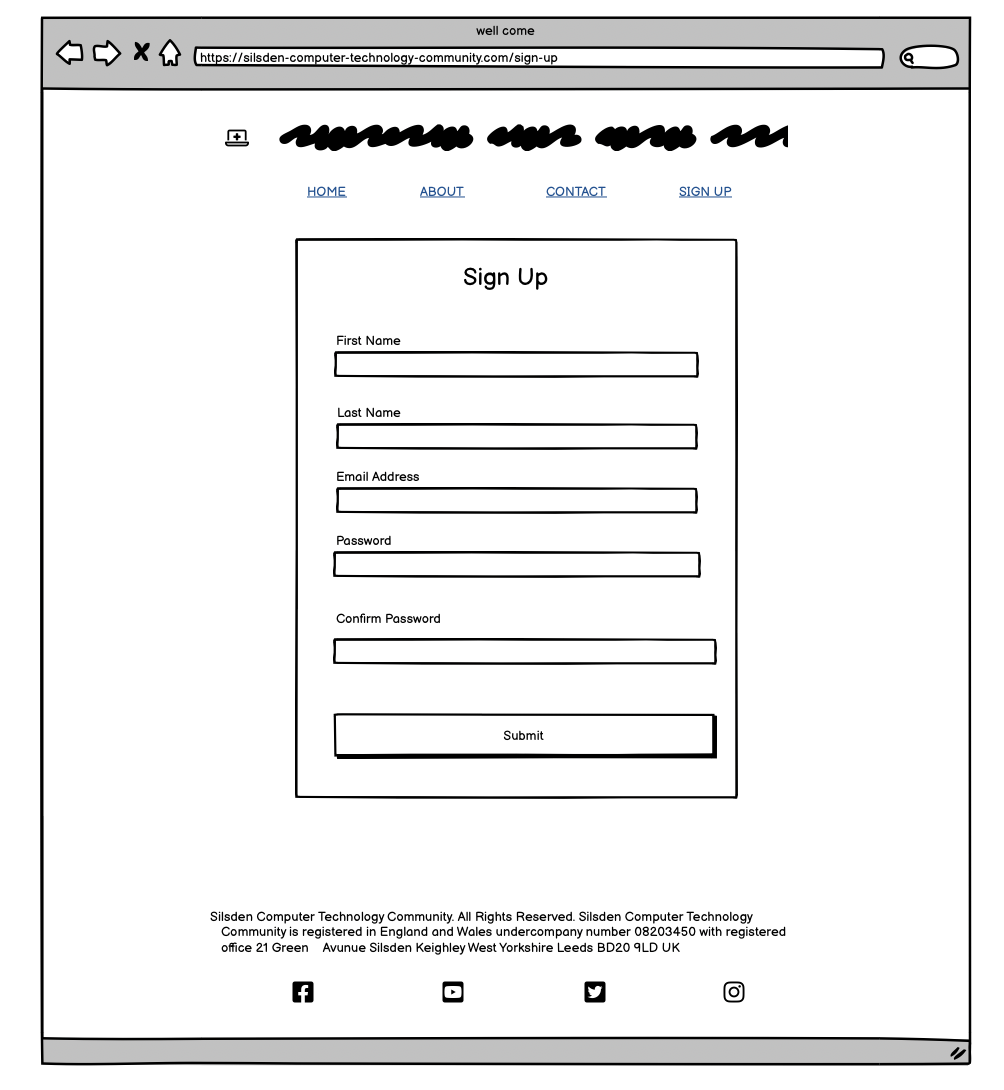 well come
https://silsden-computer-technology-community.com/sign-up
HOME ABOUT CONTACT SIGN UP
Sign Up
First Name
Last Name
Email Address
Password
Confirm Password
Submit
Silsden Computer Technology Community. All Rights Reserved. Silsden Computer Technology
Community is registered in England and Wales undercompany number 08203450 with registered
office 21 Green Avunue Silsden Keighley West Yorkshire Leeds BD20 9LD UK